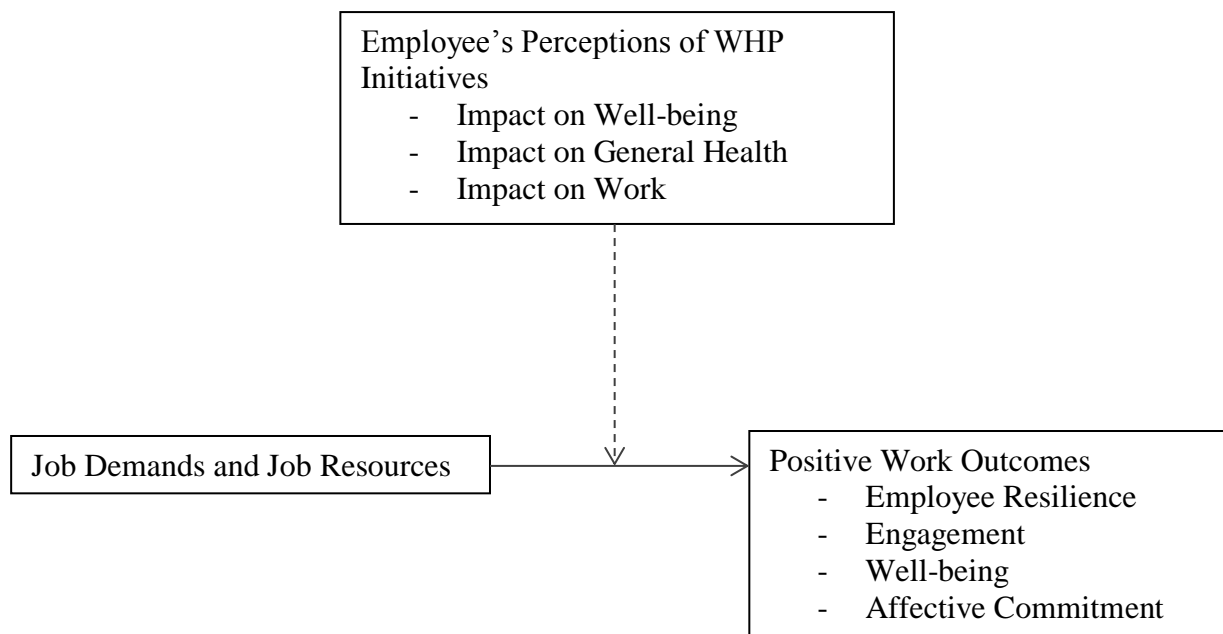 Employee’s Perceptions of WHP
Initiatives
- Impact on Well-being
- Impact on General Health
- Impact on Work
Job Demands and Job Resources
Positive Work Outcomes
- Employee Resilience
- Engagement
- Well-being
- Affective Commitment